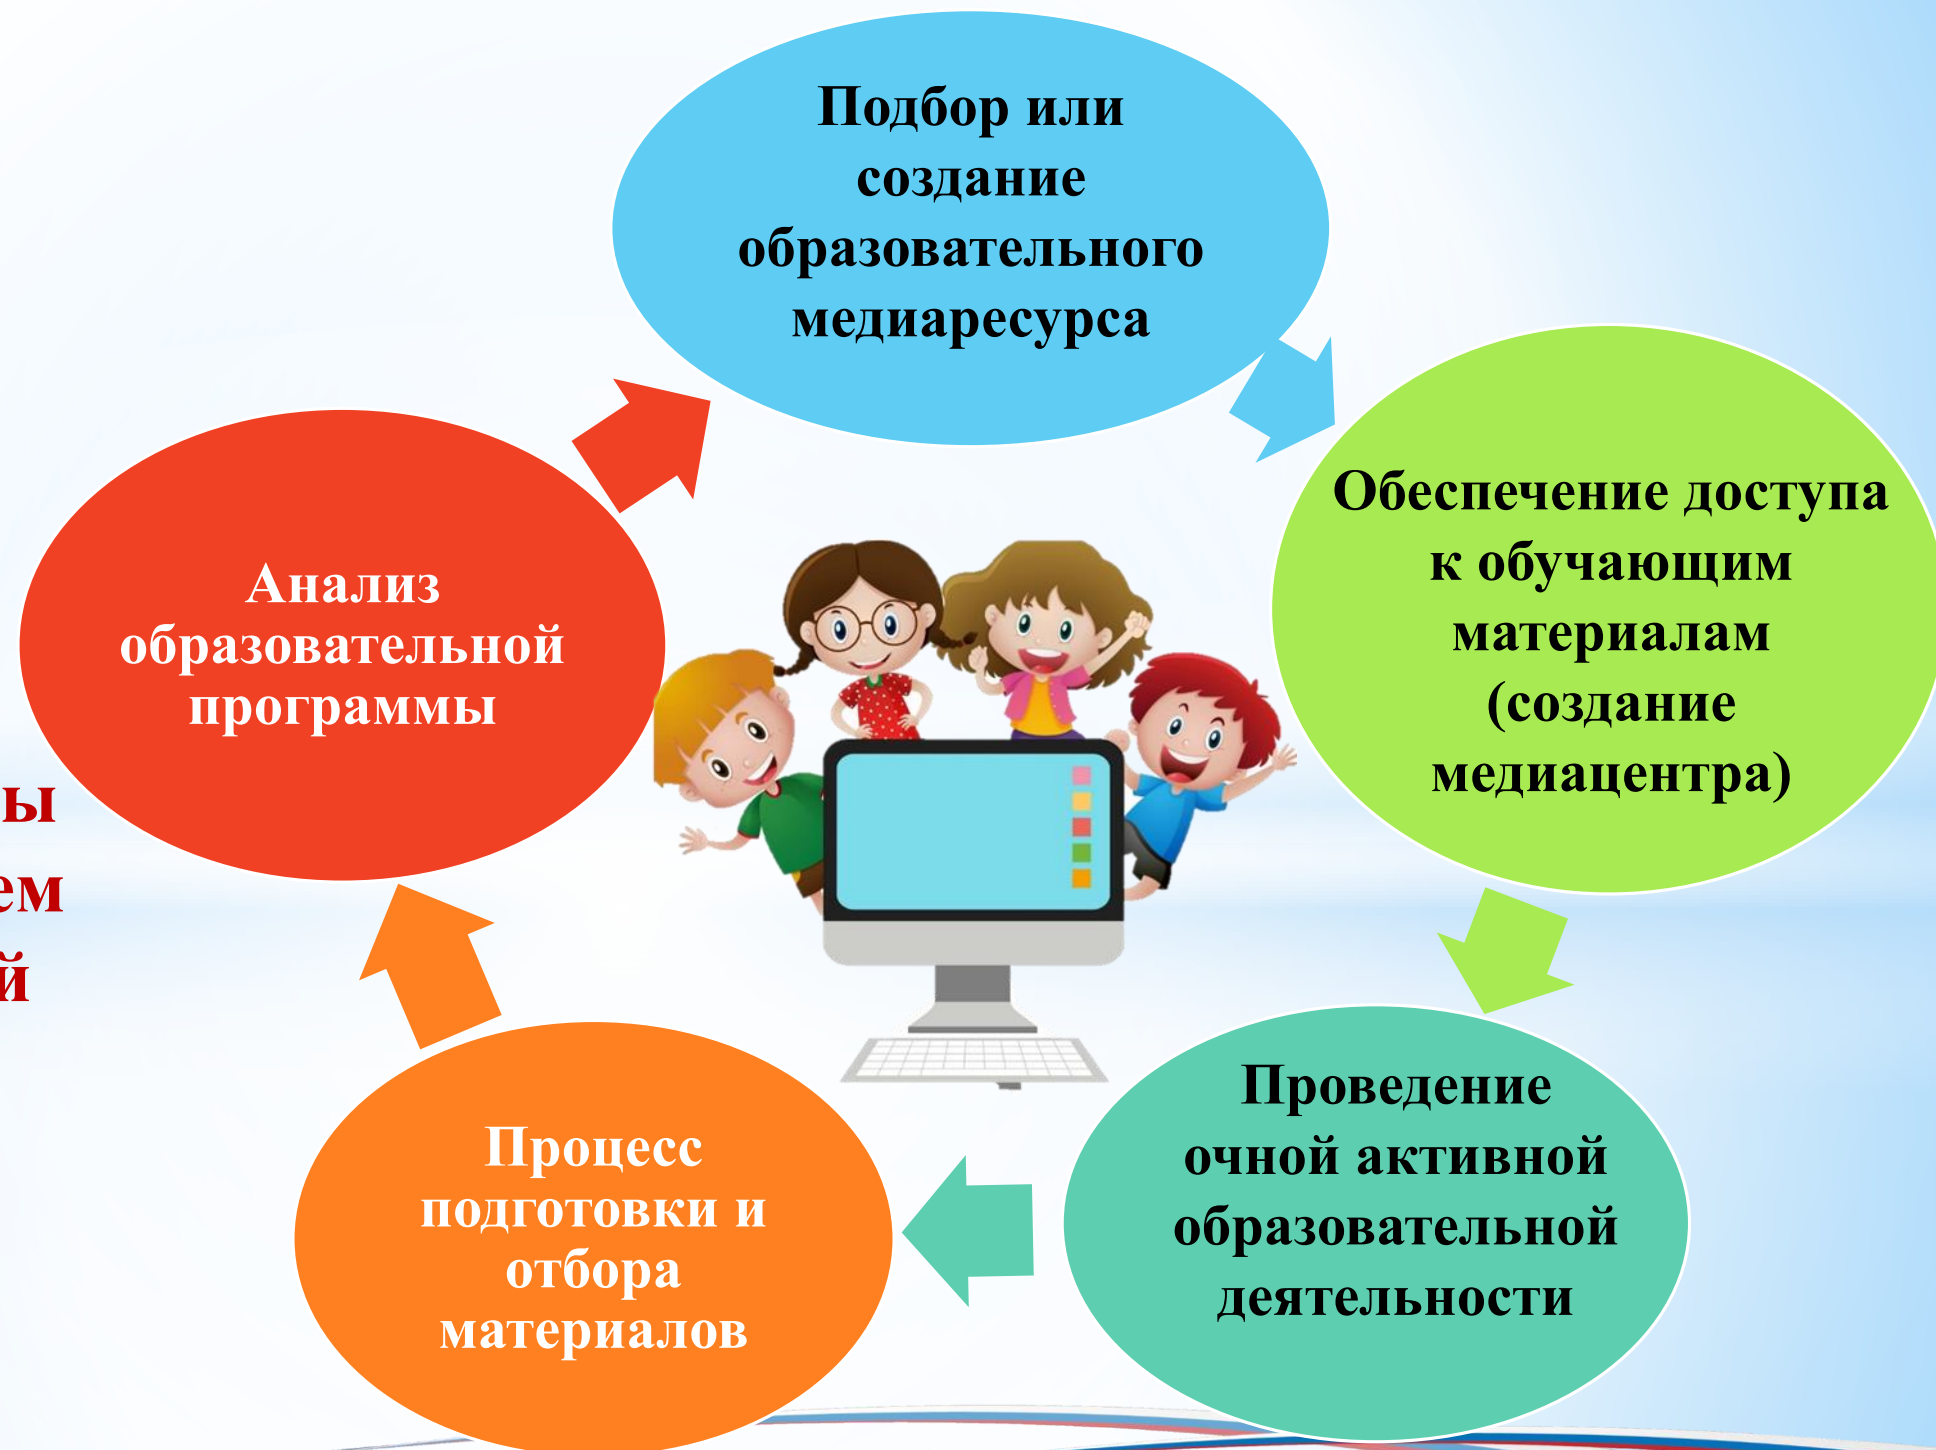 Подбор или
создание
образовательного
медиаресурса
Обеспечение доступа
к обучающим
материалам
(создание
медиацентра)
Проведение
очной активной
образовательной
деятельности
Процесс
подготовки и
отбора
материалов
Анализ
образовательной
программы